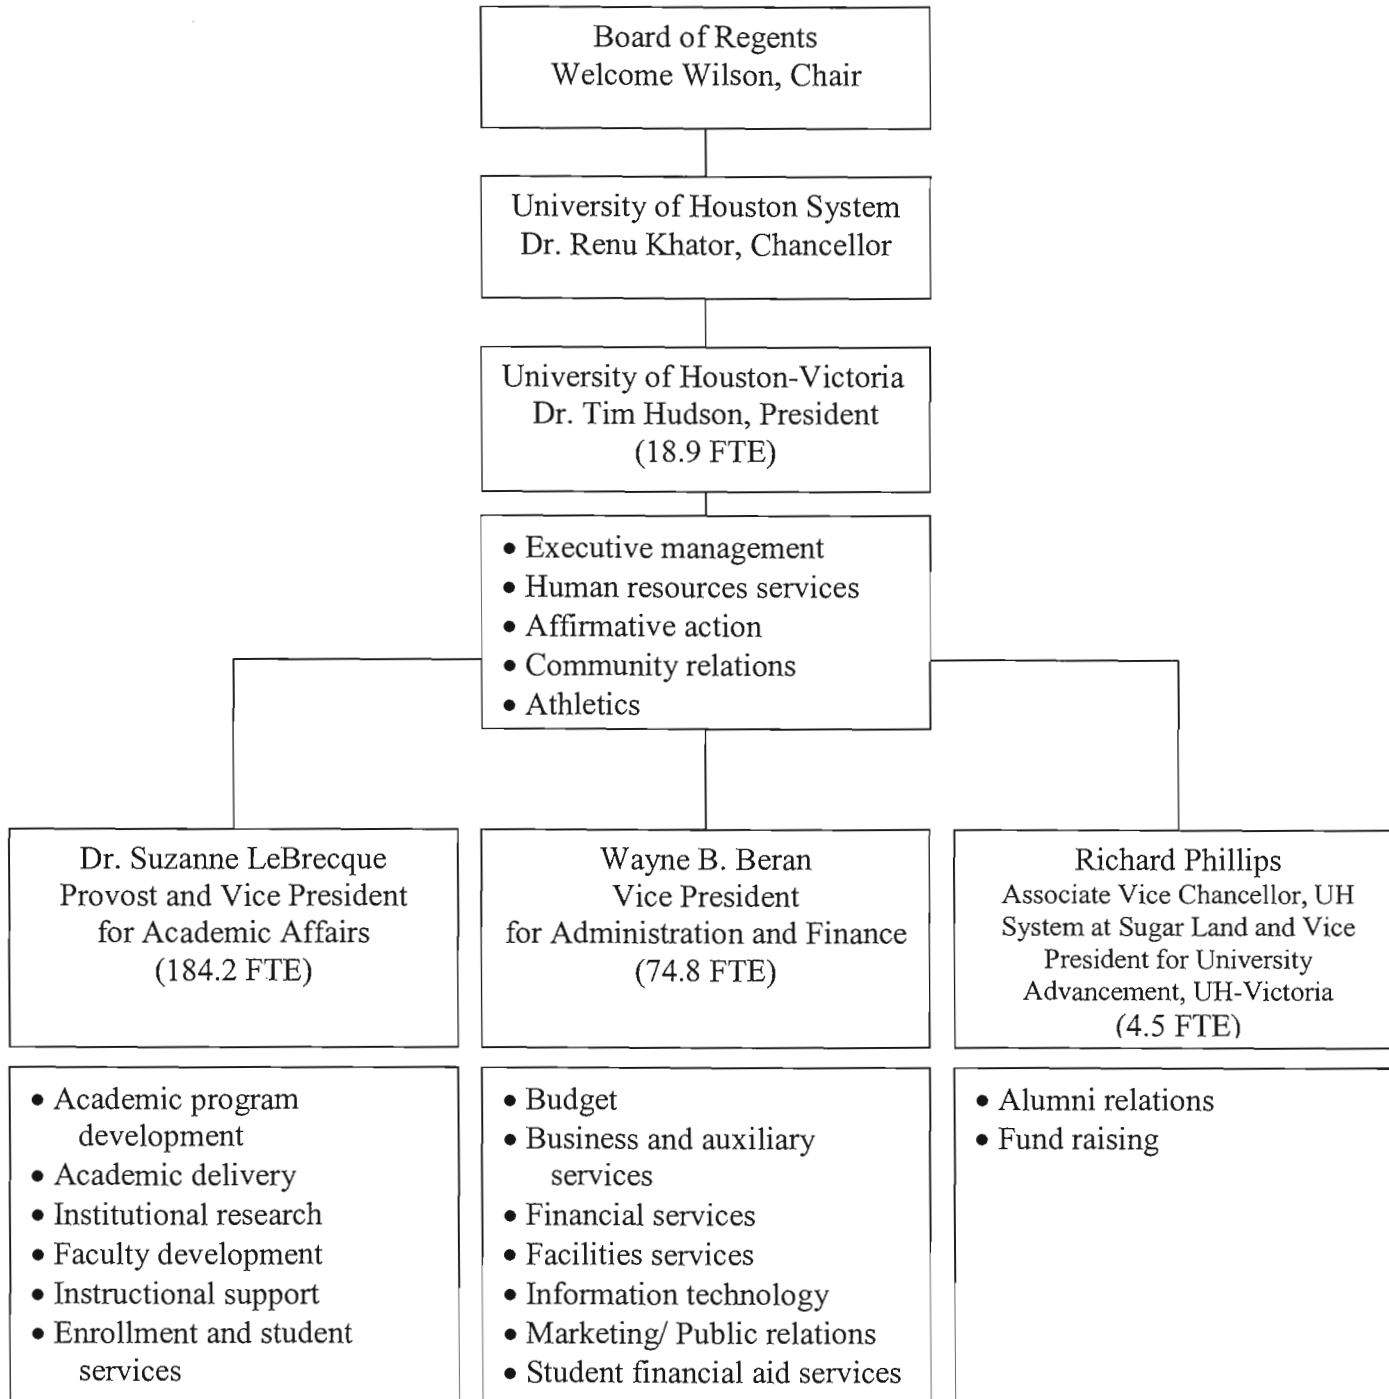 Board of Regents
Welcome Wilson, Chair
University of Houston System
Dr. Renu Khator, Chancellor
University of Houston-Victoria
Dr. Tim Hudson, President
(18.9 FTE)
• Executive management
• Human resources services
• Affirmative action
• Community relations
• Athletics
Dr. Suzanne LeBrecque
Provost and Vice President
for Academic Affairs
(184.2 FTE)
Wayne B. Beran
Vice President
for Administration and Finance
(74.8 FTE)
Richard Phillips
Associate Vice Chancellor, UH
System at Sugar Land and Vice
President for University
Advancement, UH-Victoria
(4.5 FTE)
• Academic program
development
• Academic delivery
• Institutional research
• Faculty development
• Instructional support
• Enrollment and student
services
• Budget
• Business and auxiliary
services
• Financial services
• Facilities services
• Information technology
• Marketing/ Public relations
• Student financial aid services
• Alumni relations
• Fund raising